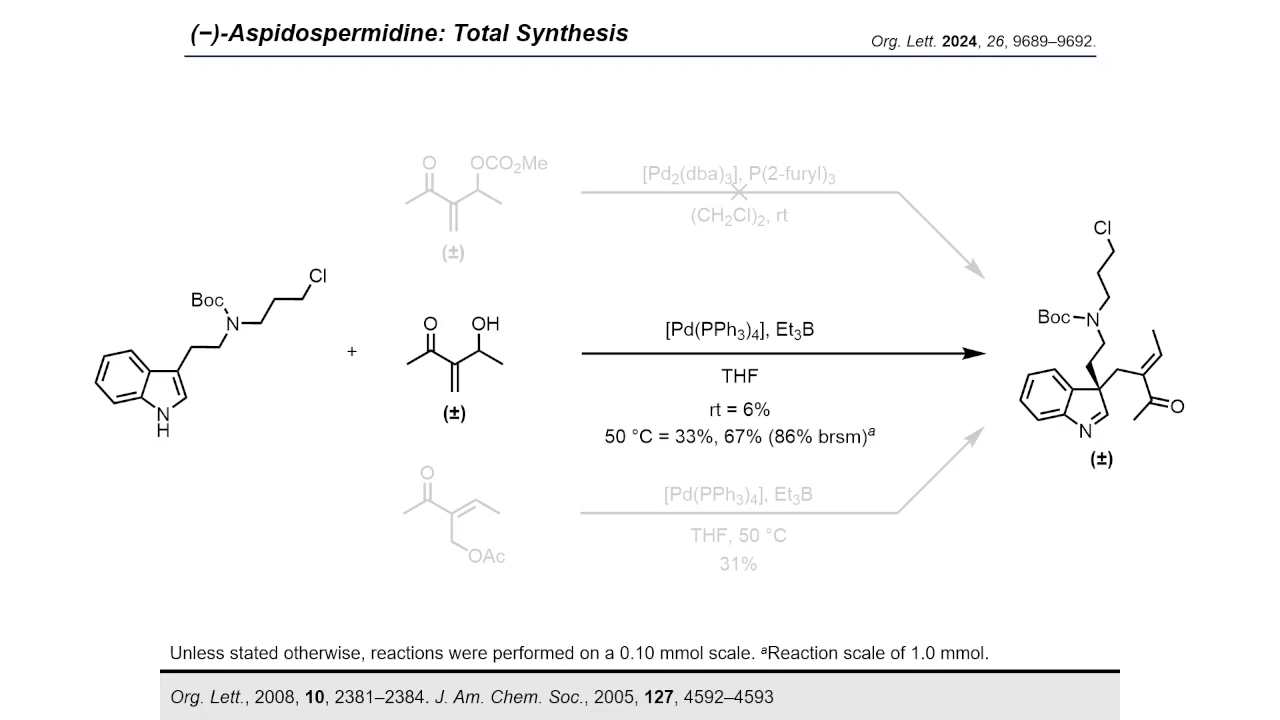 (−)-Aspidospermidine: Total Synthesis
Org. Lett. 2024, 26, 9689–9692.
O
OCO2Me
(±)
[Pd2(dba)3], P(2-furyl)3
(CH2Cl)2, rt
Cl
Boc
N
N
H
+
O
OH
(±)
[Pd(PPh3)4], Et3B
THF
rt = 6%
50 °C = 33%, 67% (86% brsm)a
O
OAc
[Pd(PPh3)4], Et3B
THF, 50 °C
31%
Cl
Boc
N
O
N
(±)
Unless stated otherwise, reactions were performed on a 0.10 mmol scale. aReaction scale of 1.0 mmol.
Org. Lett., 2008, 10, 2381–2384. J. Am. Chem. Soc., 2005, 127, 4592–4593